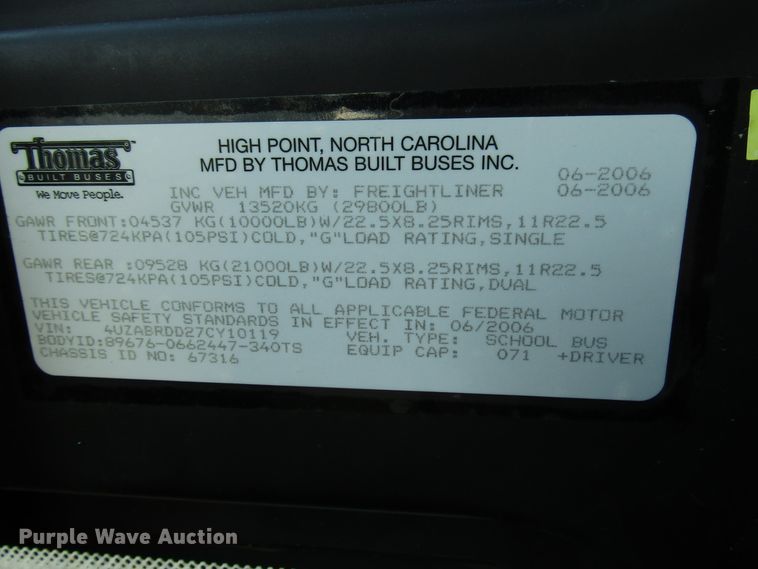 Thomas
BUILT BUSES
We Move People.
HIGH POINT, NORTH CAROLINA
MFD BY THOMAS BUILT BUSES INC.
06-2006
INC VEH MFD BY: FREIGHTLINER 06-2006
GVWR 13520KG (29800LB)
GAWR FRONT:04537 KG(10000LB)W/22.5X8.25RIMS,11R22.5
TIRES@724KPA(105PSI)COLD,"G"LOAD RATING,SINGLE
GAWR REAR :09528 KG(21000LB)W/22.5X8.25RIMS,11R22.5
TIRES@724KPA(105PSI)COLD,"G"LOAD RATING,DUAL
THIS VEHICLE CONFORMS TO ALL APPLICABLE FEDERAL MOTOR
VEHICLE SAFETY STANDARDS IN EFFECT IN: 06/2006
VIN: 4UZABRDD27CY10119 VEH. TYPE: SCHOOL BUS
BODYID:89676-0662447-340TS EQUIP CAP: 071 +DRIVER
CHASSIS ID NO: 67316
Purple Wave Auction